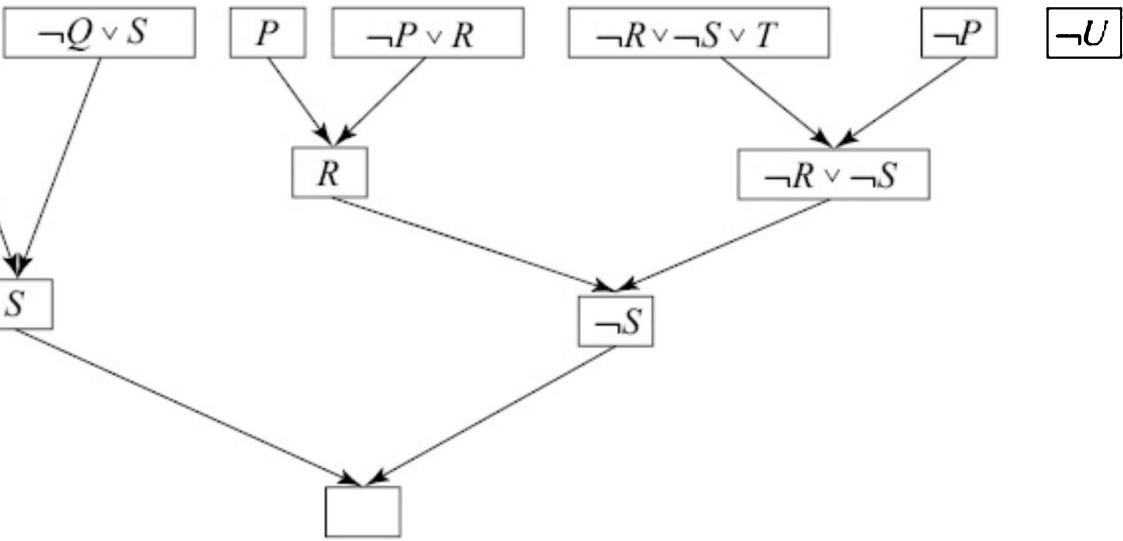 ¬Q ∨ S
P
¬P ∨ R
¬R ∨ ¬S ∨ T
¬P
¬U
R
¬R ∨ ¬S
S
¬S